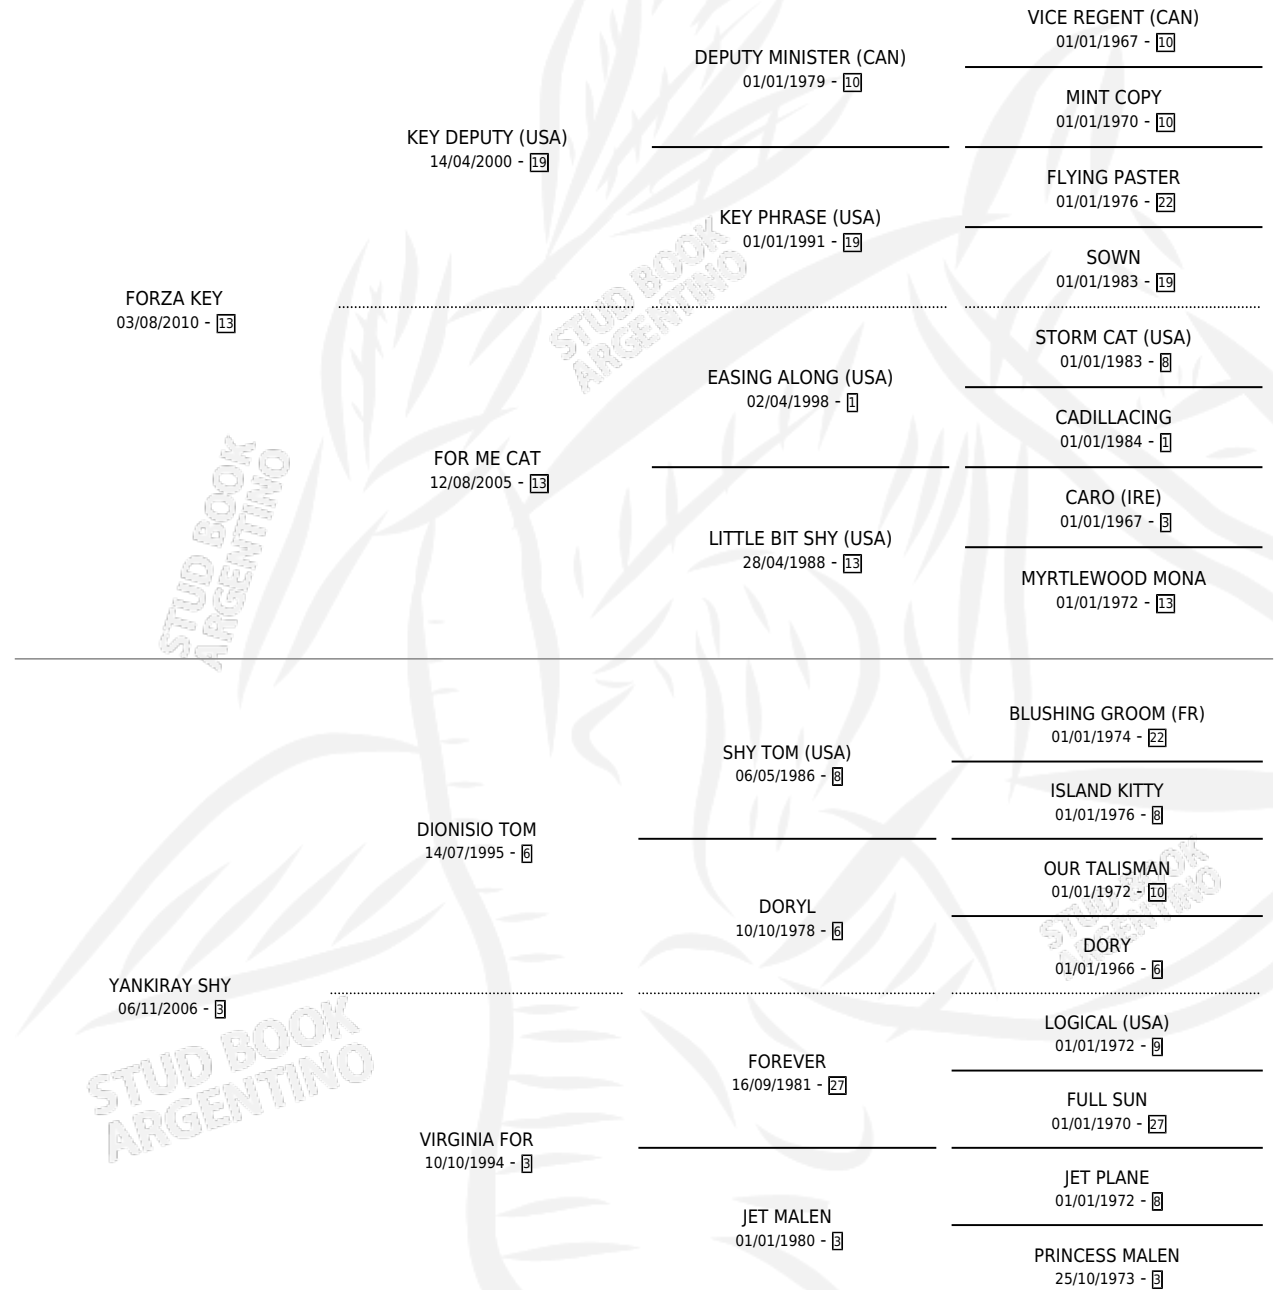 VICE REGENT (CAN)
01/01/1967 - 10
DEPUTY MINISTER (CAN)
01/01/1979 - 10
MINT COPY
01/01/1970 - 10
KEY DEPUTY (USA)
14/04/2000 - 19
FLYING PASTER
01/01/1976 - 22
KEY PHRASE (USA)
01/01/1991 - 19
SOWN
01/01/1983 - 19
FORZA KEY
03/08/2010 - 13
STORM CAT (USA)
01/01/1983 - 8
EASING ALONG (USA)
02/04/1998 - 1
CADILLACING
01/01/1984 - 1
FOR ME CAT
12/08/2005 - 13
CARO (IRE)
01/01/1967 - 3
LITTLE BIT SHY (USA)
28/04/1988 - 13
MYRTLEWOOD MONA
01/01/1972 - 13
STUD BOOK
ARGENTINO
STUD BOOK
ARGENTINO
BLUSHING GROOM (FR)
01/01/1974 - 22
SHY TOM (USA)
06/05/1986 - 8
ISLAND KITTY
01/01/1976 - 8
DIONISIO TOM
14/07/1995 - 6
OUR TALISMAN
01/01/1972 - 10
DORYL
10/10/1978 - 6
DORY
01/01/1966 - 6
YANKIRAY SHY
06/11/2006 - 3
LOGICAL (USA)
01/01/1972 - 9
FOREVER
16/09/1981 - 27
FULL SUN
01/01/1970 - 27
VIRGINIA FOR
10/10/1994 - 3
JET PLANE
01/01/1972 - 8
JET MALEN
01/01/1980 - 3
PRINCESS MALEN
25/10/1973 - 3
STUD BOOK
ARGENTINO
STUD BOOK
ARGENTINO